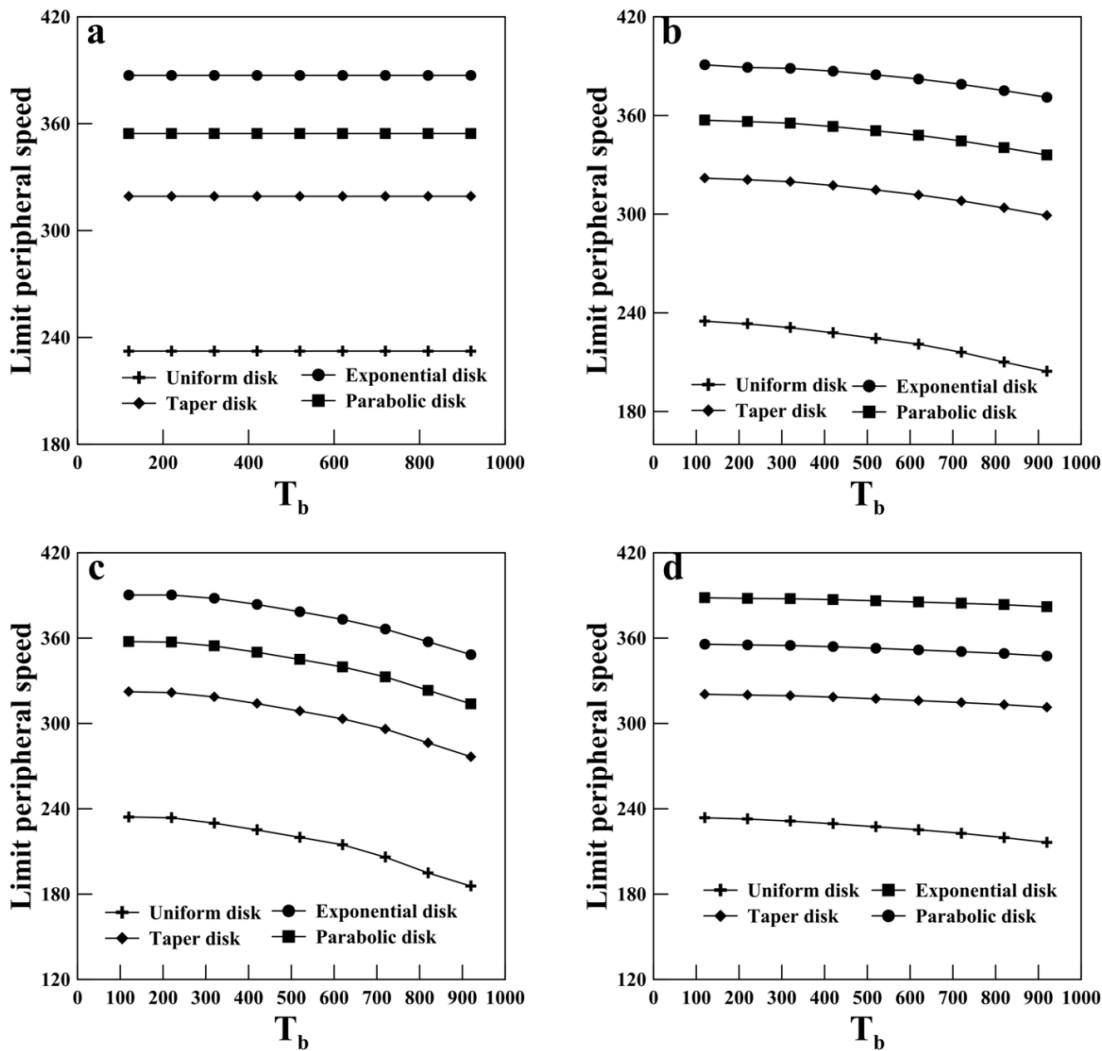 a
420
360
300
240
180
Limit peripheral speed
Uniform disk Exponential disk
Taper disk Parabolic disk
0 200 400 600 800 1000
T_b
b
420
360
300
240
180
Limit peripheral speed
Uniform disk Exponential disk
Taper disk Parabolic disk
0 100 200 300 400 500 600 700 800 900 1000
T_b
c
420
360
300
240
180
120
Limit peripheral speed
Uniform disk Exponential disk
Taper disk Parabolic disk
0 100 200 300 400 500 600 700 800 900 1000
T_b
d
420
360
300
240
180
120
Limit peripheral speed
Uniform disk Exponential disk
Taper disk Parabolic disk
0 100 200 300 400 500 600 700 800 900 1000
T_b